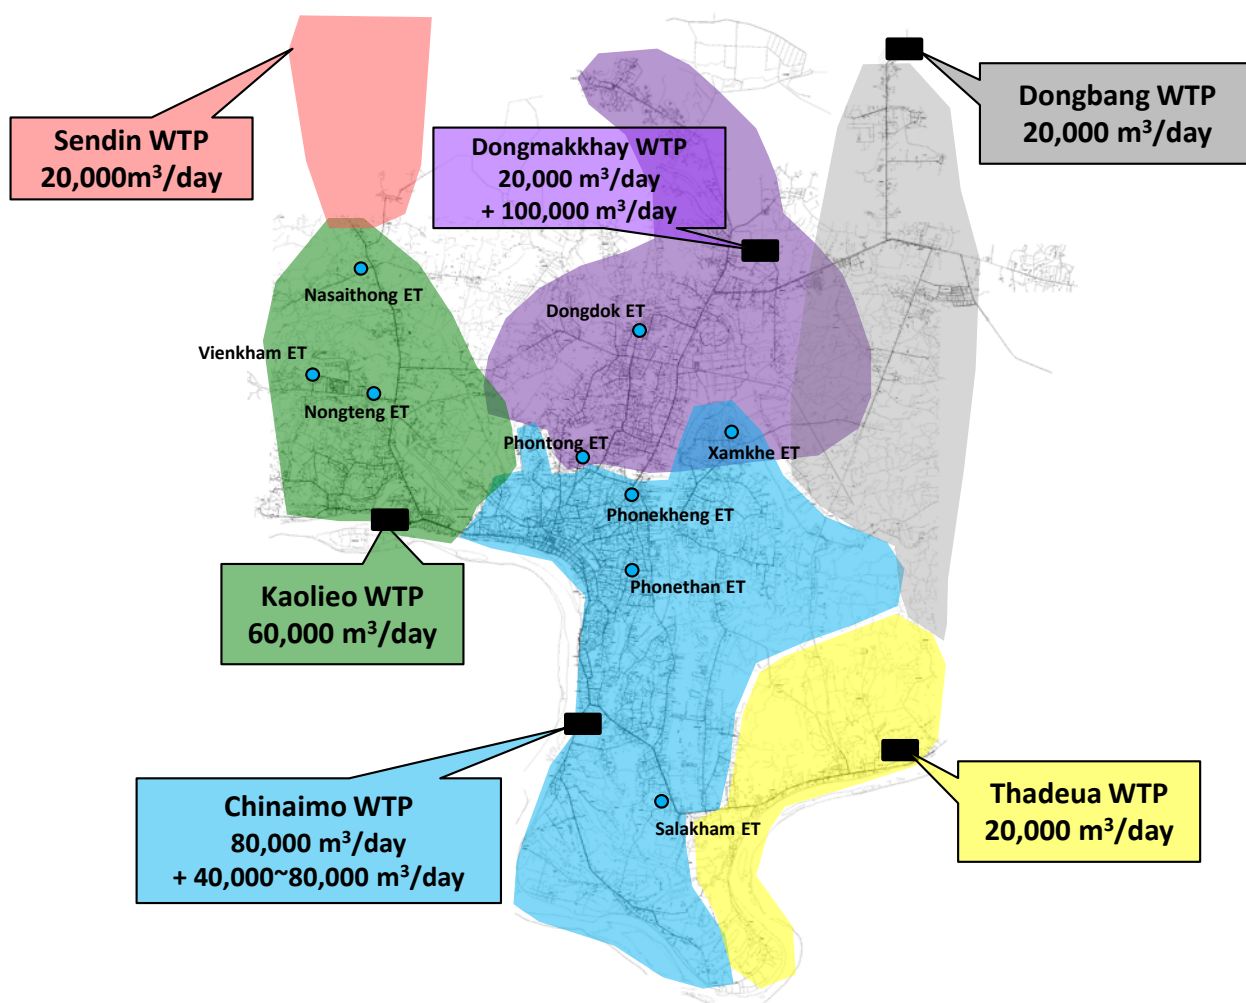 Sendin WTP
20,000m³/day
Dongmakkhay WTP
20,000 m³/day
+ 100,000 m³/day
Dongbang WTP
20,000 m³/day
Nasaithong ET
Dongdok ET
Vienkham ET
Nongteng ET
Phontong ET
Xamkhe ET
Phonekheng ET
Phonethan ET
Kaolieo WTP
60,000 m³/day
Chinaimo WTP
80,000 m³/day
+ 40,000~80,000 m³/day
Salakham ET
Thadeua WTP
20,000 m³/day